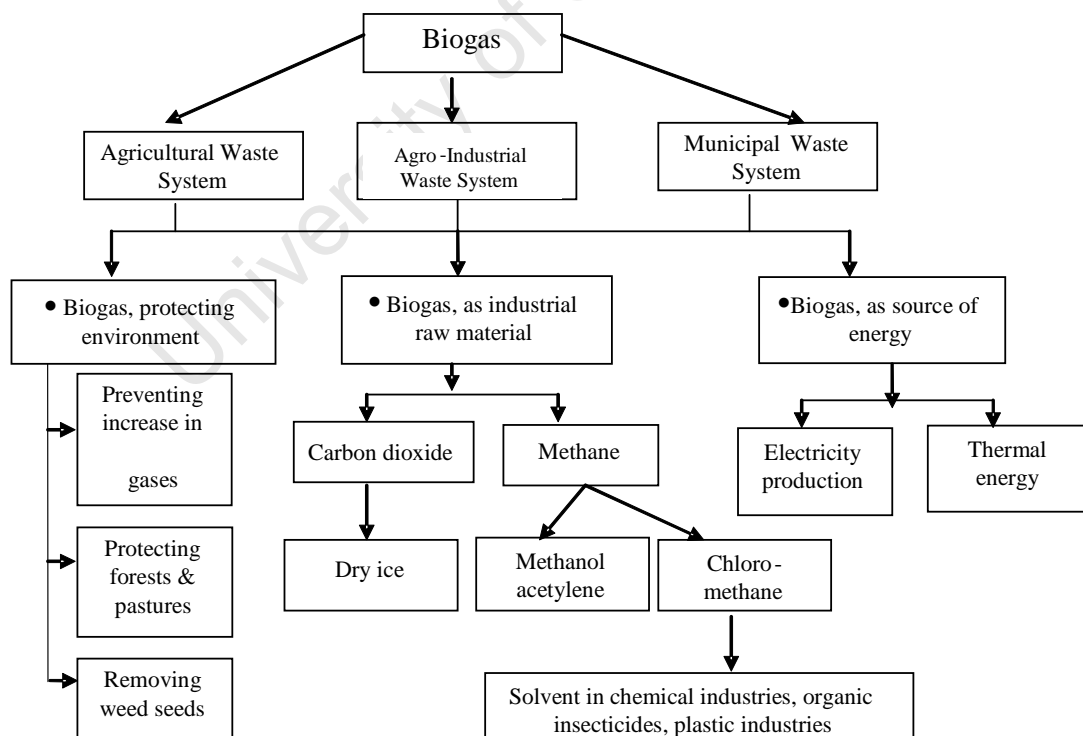 Biogas
Agricultural Waste
System
Agro-Industrial
Waste System
Municipal Waste
System
• Biogas, protecting
environment
• Biogas, as industrial
raw material
•Biogas, as source of
energy
Preventing
increase in
gases
Protecting
forests &
pastures
Removing
weed seeds
Carbon dioxide
Methane
Dry ice
Methanol
acetylene
Chloro-
methane
Solvent in chemical industries, organic
insecticides, plastic industries
Electricity
production
Thermal
energy
University of